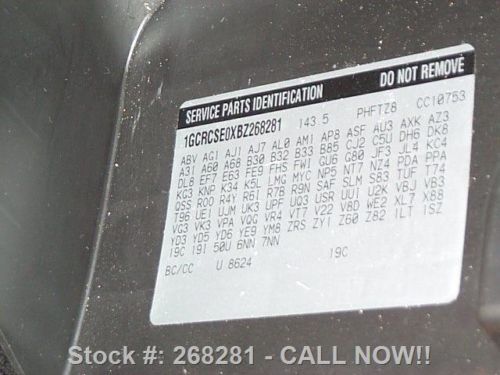 SERVICE PARTS IDENTIFICATION DO NOT REMOVE
1GCRCSE0XBZ268281 143.5 PHFTZ8 CC10753
ABV AG1 AJ1 AJ7 AL0 AM1 AP8 ASF AU3 AXK AZ3
A31 A60 A68 B30 B32 B33 B85 CJ2 C5U DH6 DK8
DL8 EF7 E63 FE9 FHS FWI GU6 G80 JF3 JL4 KC4
KG3 KNP K34 K5L LMG MYC NP5 NT7 NZ4 PDA PPA
QSS R00 R4Y R6I R7B R9N SAF SLM S83 TUF T74
T96 UE1 UJM UK3 UPF UQ3 USR UUI U2K VBJ VB3
VG3 VK3 VPA VQG VR4 VT7 V22 V8D WE2 XL7 X88
YD3 YD5 YD6 YE9 YM8 ZRS ZY1 Z60 Z82 1LT 1SZ
19C 19I 50U 6NN 7NN
BC/CC U 8624 19C
Stock #: 268281 - CALL NOW!!